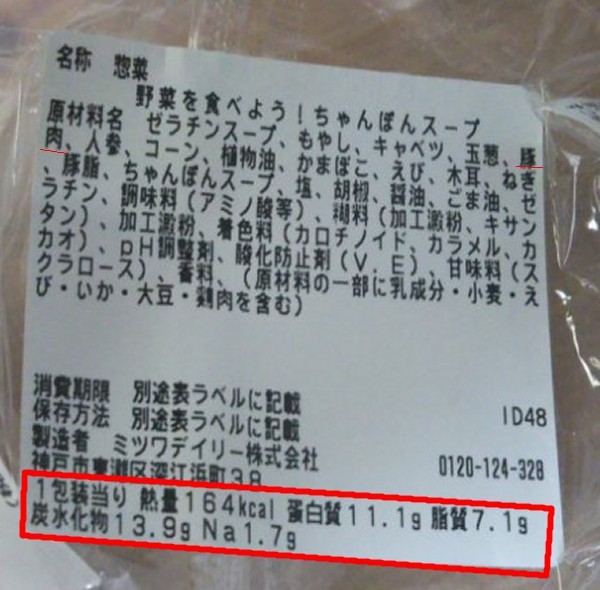 名称 惣菜
野菜を食べよう!ちゃんぽんスープ
原材料名 ゼラチンスープ、もやし、キャベツ、玉葱、豚
肉、人参、コーン、植物油、かまぼこ、えび、木耳、ねぎ
、豚脂、ちゃんぽんスープ、塩、胡椒、醤油、ごま油、ゼ
ラチン、調味料(アミノ酸等)、糊料(加工澱粉、キサン
タン)、加工澱粉、着色料(カロチノイド、カラメル、カ
カオ)、pH調整剤、酸化防止剤(V.E)、甘味料(ス
クラロース)、香料、(原材料の一部に乳成分・小麦・え
び・いか・大豆・鶏肉を含む)
消費期限 別途表ラベルに記載
保存方法 別途表ラベルに記載
ID48
製造者 ミツワデイリー株式会社
神戸市東灘区深江浜町38
0120-124-328
1包装当り 熱量164kcal 蛋白質11.1g 脂質7.1g
炭水化物13.9g Na1.7g